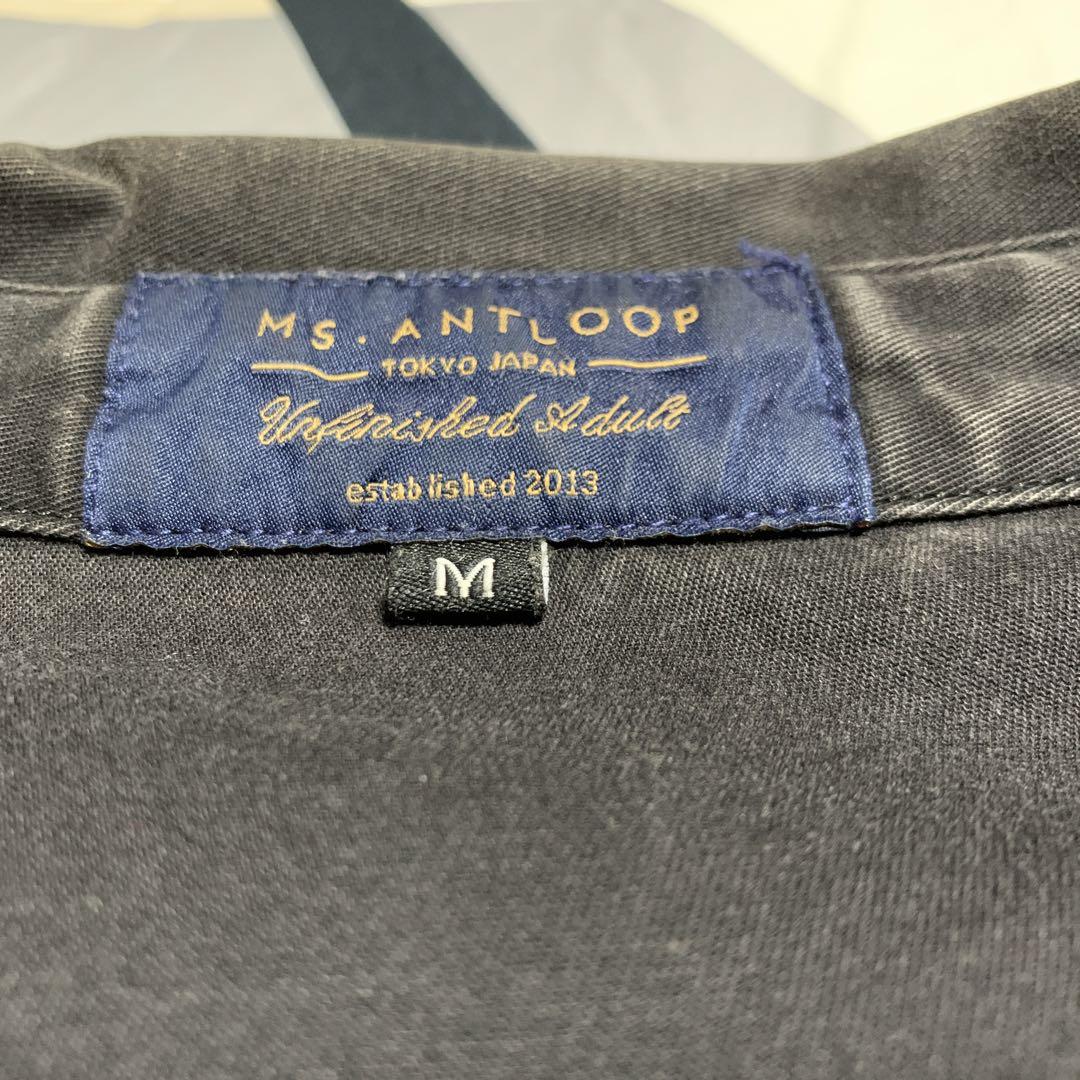 MS. ANTLOOP
TOKYO JAPAN
Unfinished Adult
established 2013
M